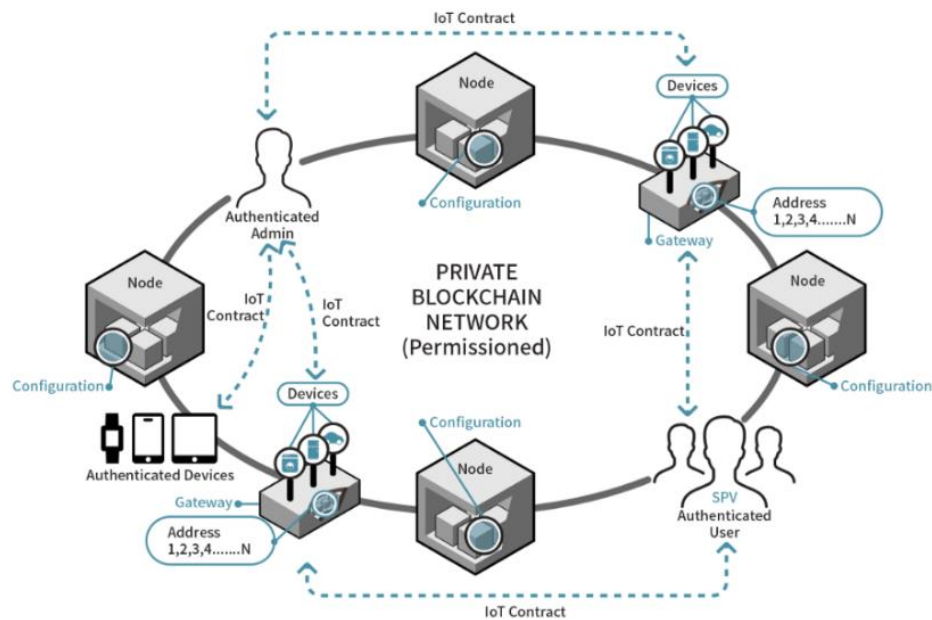 IoT Contract
Node
Devices
Configuration
Authenticated
Admin
Address
1,2,3,4.......N
Gateway
Node
IoT
Contract
IoT
Contract
PRIVATE
BLOCKCHAIN
NETWORK
(Permissioned)
IoT Contract
Node
Configuration
Configuration
Devices
Configuration
Authenticated Devices
Node
Gateway
Address
1,2,3,4.......N
SPV
Authenticated
User
IoT Contract